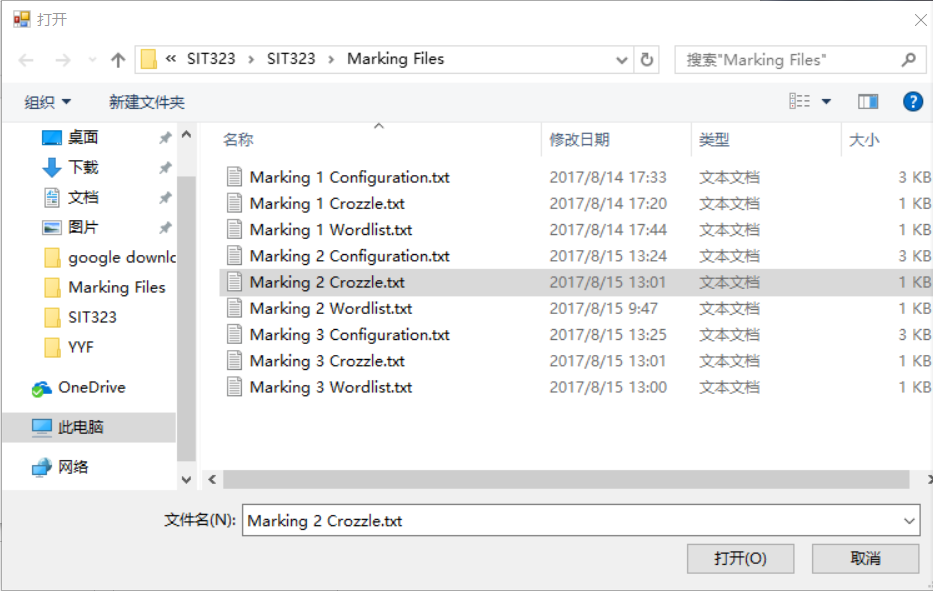 打开
« SIT323 › SIT323 › Marking Files
搜索"Marking Files"
组织
新建文件夹
桌面
下载
文档
图片
google downlc
Marking Files
SIT323
YYF
OneDrive
此电脑
网络
名称 修改日期 类型 大小
Marking 1 Configuration.txt 2017/8/14 17:33 文本文档 3 KB
Marking 1 Crozzle.txt 2017/8/14 17:20 文本文档 1 KB
Marking 1 Wordlist.txt 2017/8/14 17:44 文本文档 1 KB
Marking 2 Configuration.txt 2017/8/15 13:24 文本文档 3 KB
Marking 2 Crozzle.txt 2017/8/15 13:01 文本文档 1 KB
Marking 2 Wordlist.txt 2017/8/15 9:47 文本文档 1 KB
Marking 3 Configuration.txt 2017/8/15 13:25 文本文档 3 KB
Marking 3 Crozzle.txt 2017/8/15 13:01 文本文档 1 KB
Marking 3 Wordlist.txt 2017/8/15 13:00 文本文档 1 KB
文件名(N): Marking 2 Crozzle.txt
打开(O) 取消